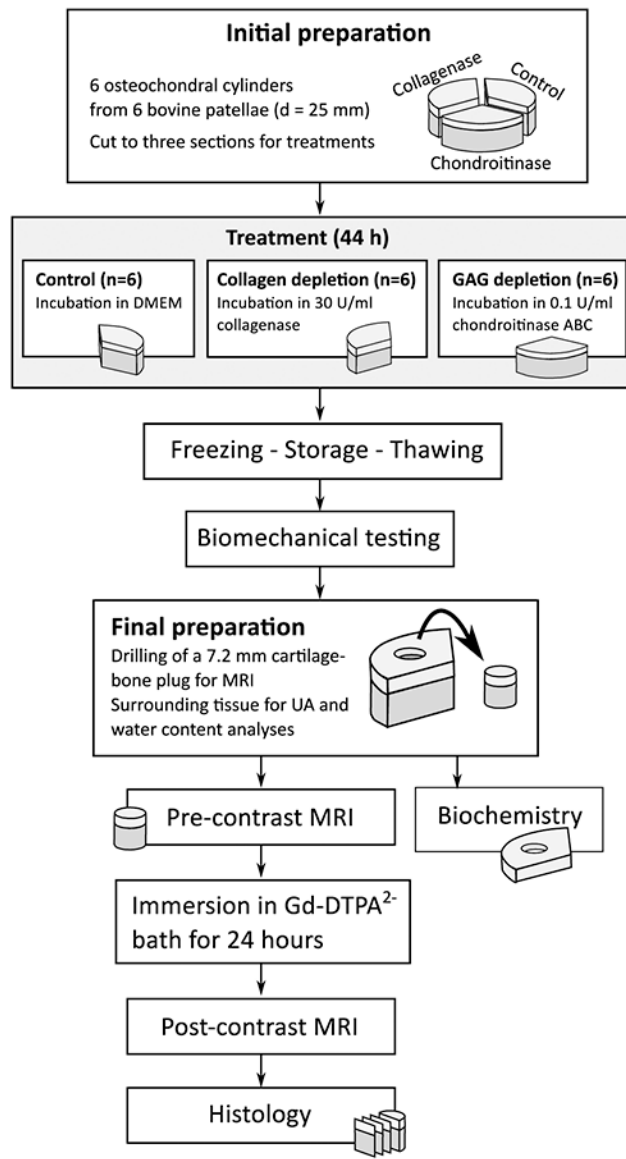 Initial preparation
6 osteochondral cylinders
from 6 bovine patellae (d = 25 mm)
Cut to three sections for treatments
Collagenase
Control
Chondroitinase
Treatment (44 h)
Control (n=6)
Incubation in DMEM
Collagen depletion (n=6)
Incubation in 30 U/ml
collagenase
GAG depletion (n=6)
Incubation in 0.1 U/ml
chondroitinase ABC
Freezing - Storage - Thawing
Biomechanical testing
Final preparation
Drilling of a 7.2 mm cartilage-
bone plug for MRI
Surrounding tissue for UA and
water content analyses
Pre-contrast MRI
Biochemistry
Immersion in Gd-DTPA²⁻
bath for 24 hours
Post-contrast MRI
Histology